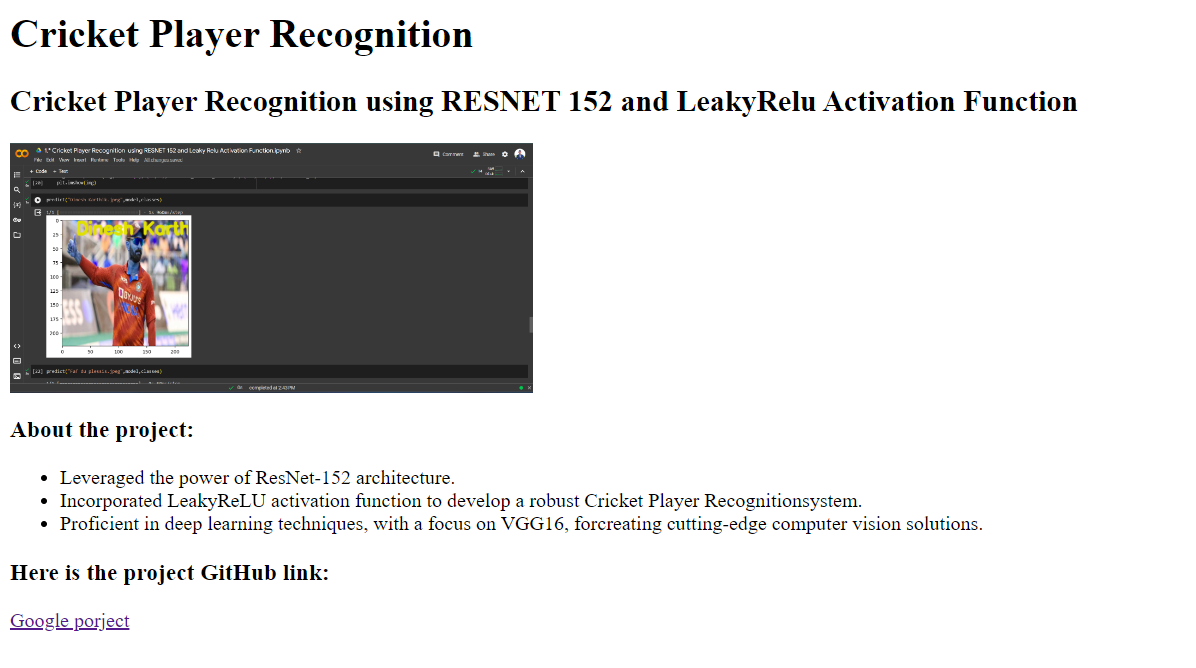 Cricket Player Recognition
Cricket Player Recognition using RESNET 152 and LeakyRelu Activation Function
1.* Cricket Player Recognition using RESNET 152 and Leaky Relu Activation Function.ipynb
File Edit View Insert Runtime Tools Help All changes saved
Comment Share
+ Code + Text
[20] plt.imshow(img)
predict("Dinesh Karthik.jpeg",model,classes)
Dinesh Karth
0
25
50
75
100
125
150
175
200
0 50 100 150 200
[22] predict("Faf du plessis.jpeg",model,classes)
completed at 2:43 PM
About the project:
Leveraged the power of ResNet-152 architecture.
Incorporated LeakyReLU activation function to develop a robust Cricket Player Recognitionsystem.
Proficient in deep learning techniques, with a focus on VGG16, forcreating cutting-edge computer vision solutions.
Here is the project GitHub link:
Google porject